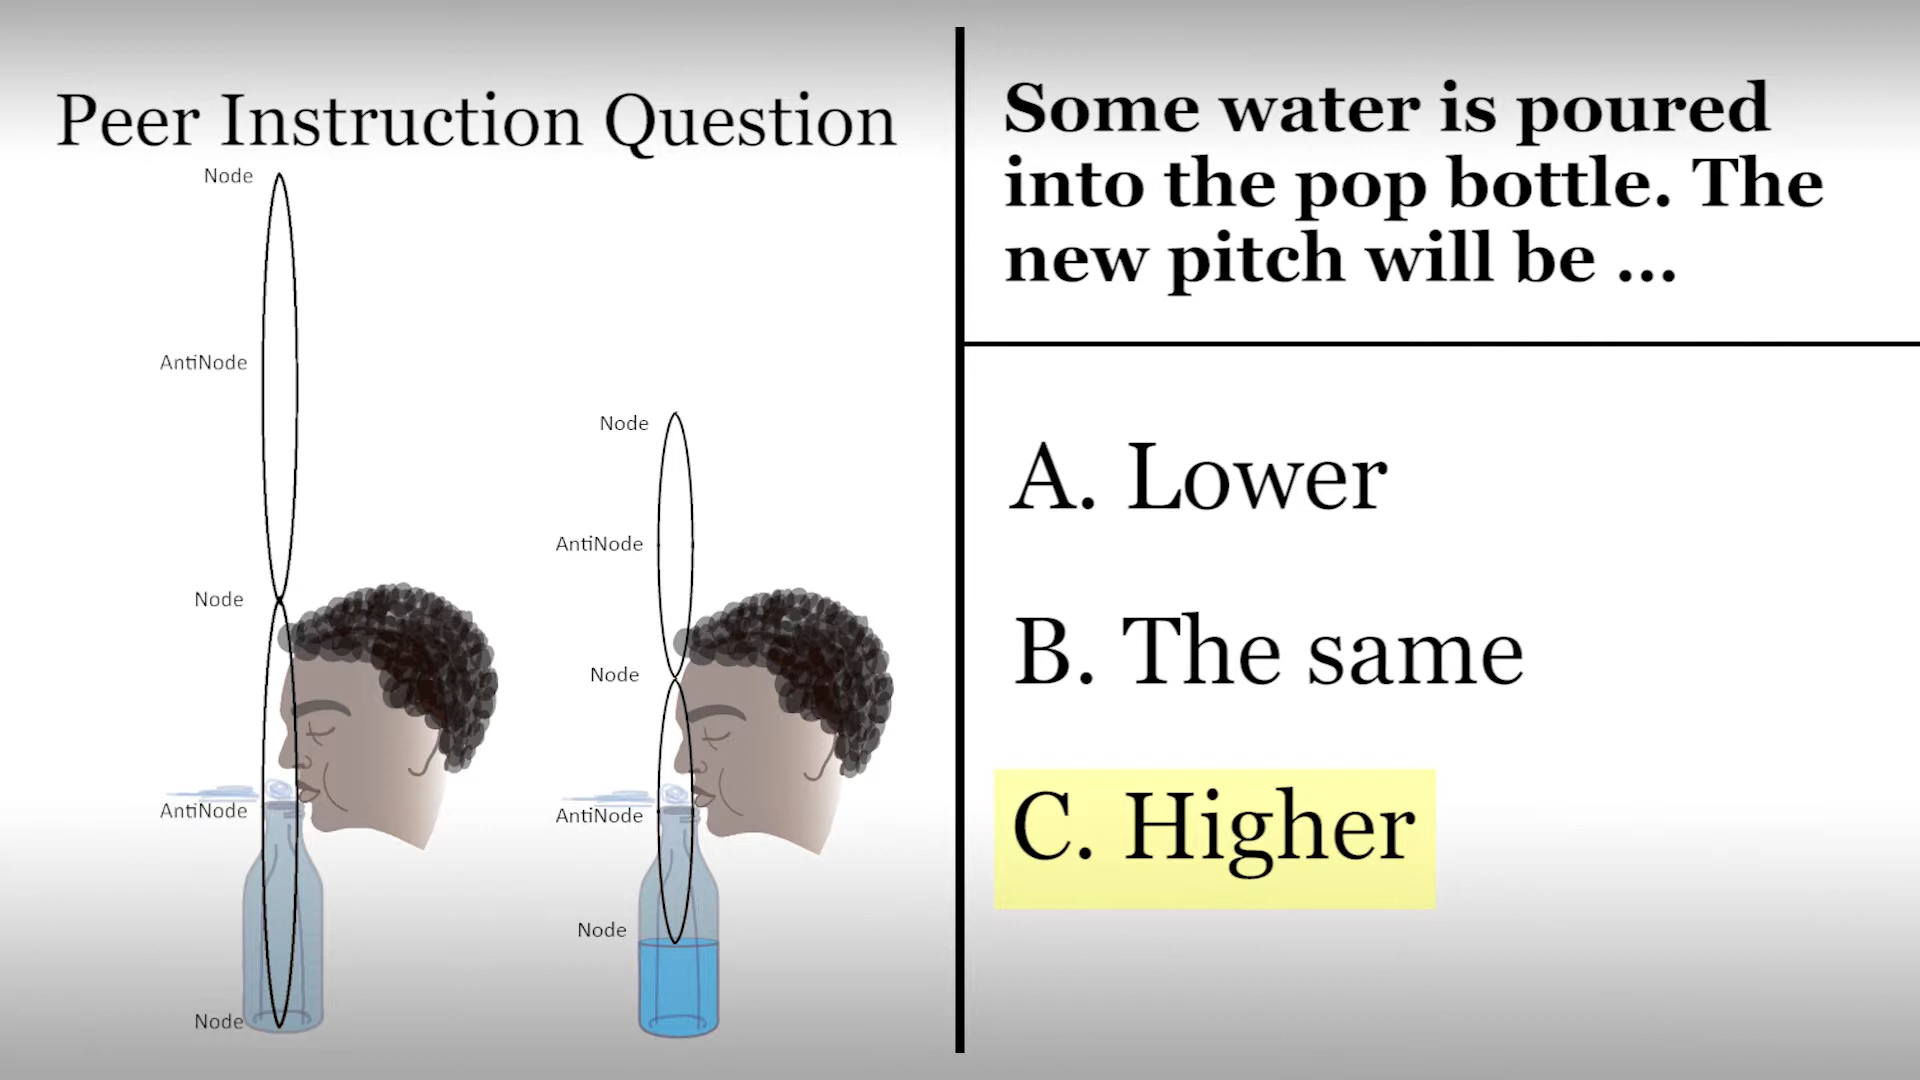 Peer Instruction Question
Node
AntiNode
Node
AntiNode
Node
Node
AntiNode
Node
AntiNode
Node
Some water is poured
into the pop bottle. The
new pitch will be ...
A. Lower
B. The same
C. Higher